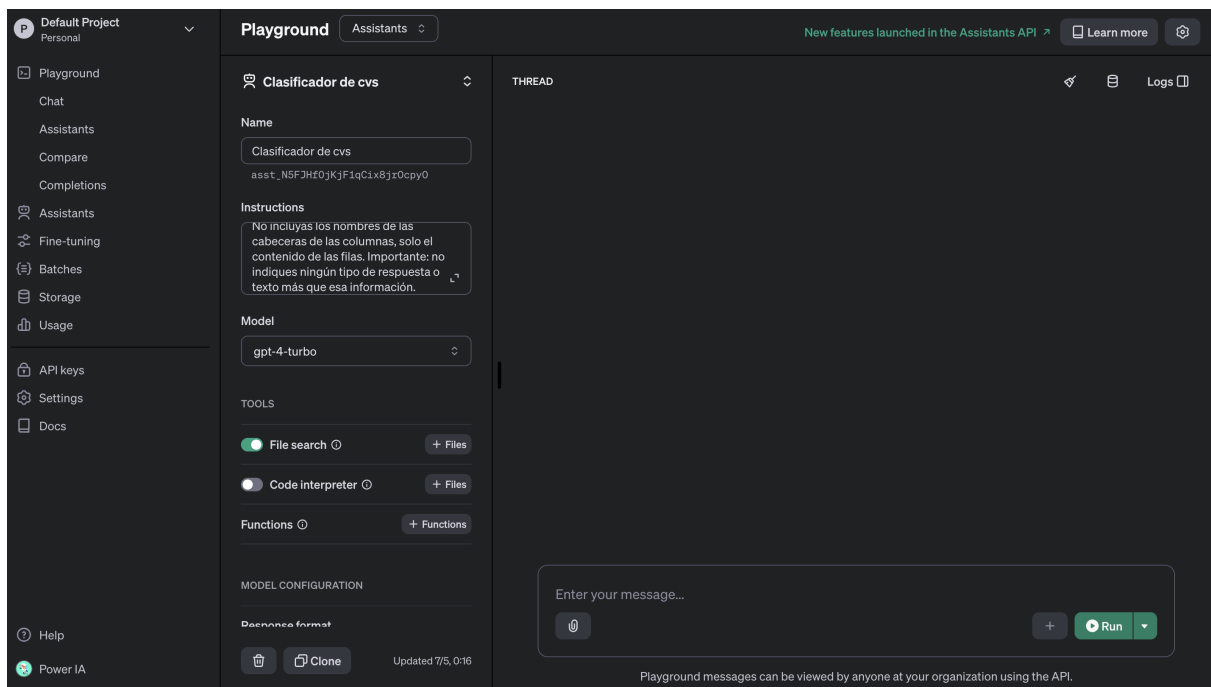 P
Default Project
Personal
Playground
Chat
Assistants
Compare
Completions
Assistants
Fine-tuning
Batches
Storage
Usage
API keys
Settings
Docs
Help
Power IA
Playground
Assistants
New features launched in the Assistants API
Learn more
Clasificador de cvs
Name
Clasificador de cvs
asst_N5FJHfOjKjF1qCix8jrOcpyO
Instructions
No incluyas los nombres de las
cabeceras de las columnas, solo el
contenido de las filas. Importante: no
indiques ningún tipo de respuesta o
texto más que esa información.
Model
gpt-4-turbo
TOOLS
File search
+ Files
Code interpreter
+ Files
Functions
+ Functions
MODEL CONFIGURATION
Response format
Clone
Updated 7/5, 0:16
THREAD
Logs
Enter your message...
Run
Playground messages can be viewed by anyone at your organization using the API.